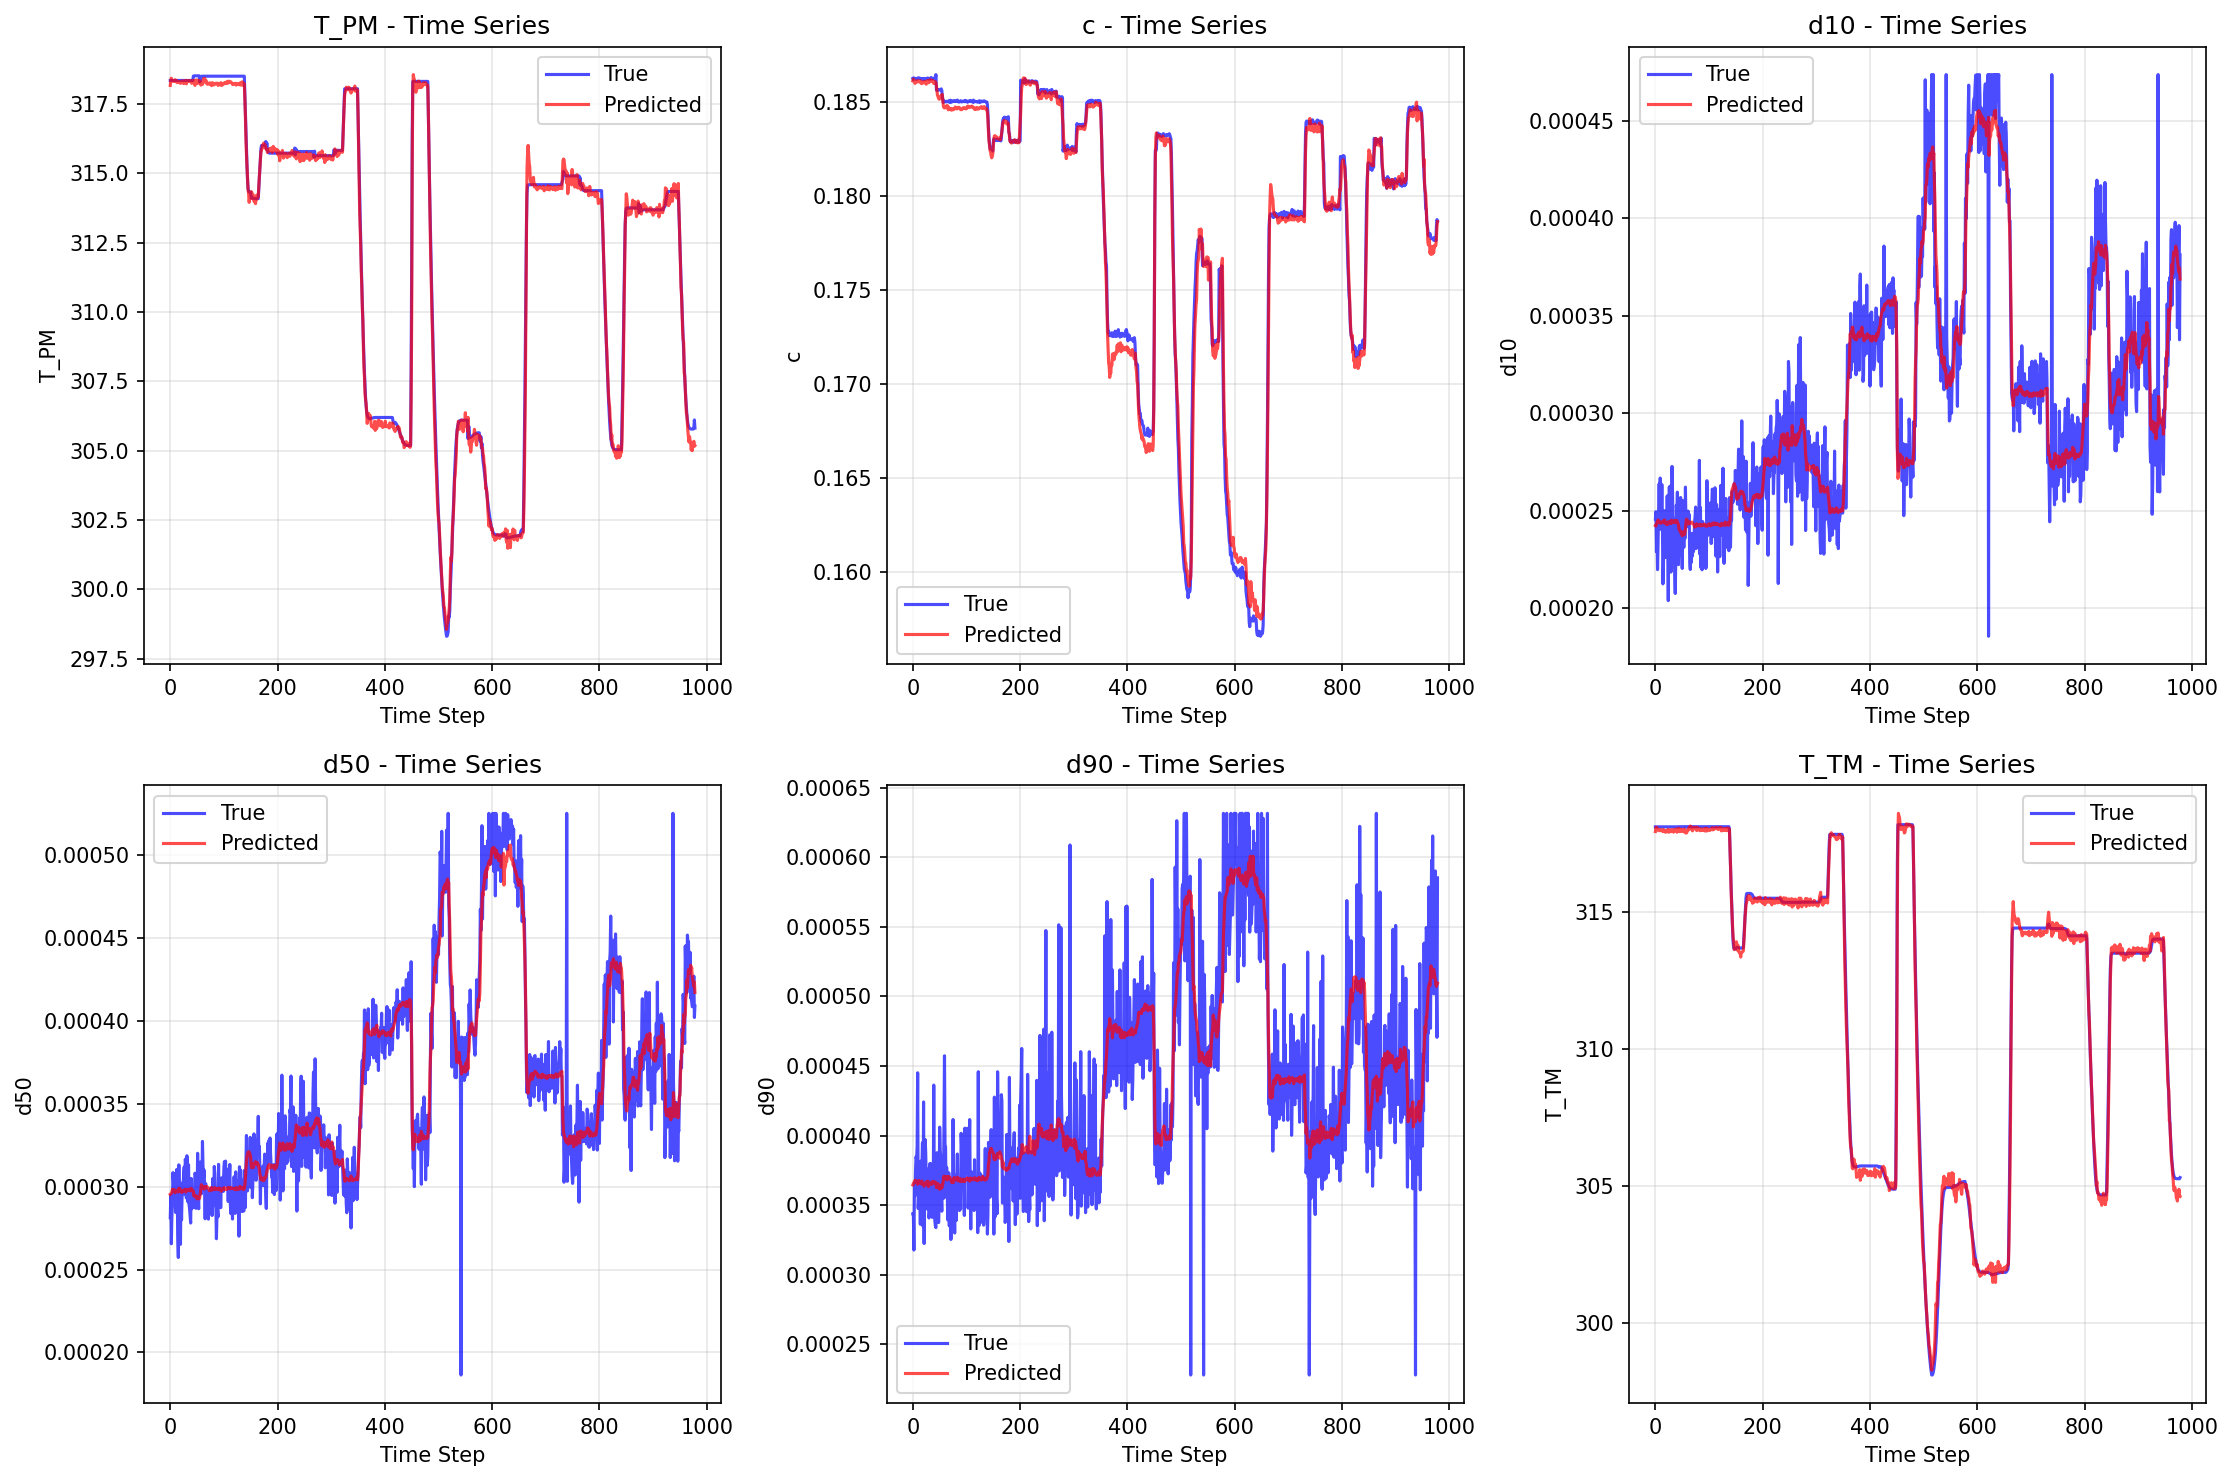 T_PM - Time Series
True
Predicted
T_PM
317.5
315.0
312.5
310.0
307.5
305.0
302.5
300.0
297.5
0 200 400 600 800 1000
Time Step
c - Time Series
True
Predicted
c
0.185
0.180
0.175
0.170
0.165
0.160
0 200 400 600 800 1000
Time Step
d10 - Time Series
True
Predicted
d10
0.00045
0.00040
0.00035
0.00030
0.00025
0.00020
0 200 400 600 800 1000
Time Step
d50 - Time Series
True
Predicted
d50
0.00050
0.00045
0.00040
0.00035
0.00030
0.00025
0.00020
0 200 400 600 800 1000
Time Step
d90 - Time Series
True
Predicted
d90
0.00065
0.00060
0.00055
0.00050
0.00045
0.00040
0.00035
0.00030
0.00025
0 200 400 600 800 1000
Time Step
T_TM - Time Series
True
Predicted
T_TM
315
310
305
300
0 200 400 600 800 1000
Time Step